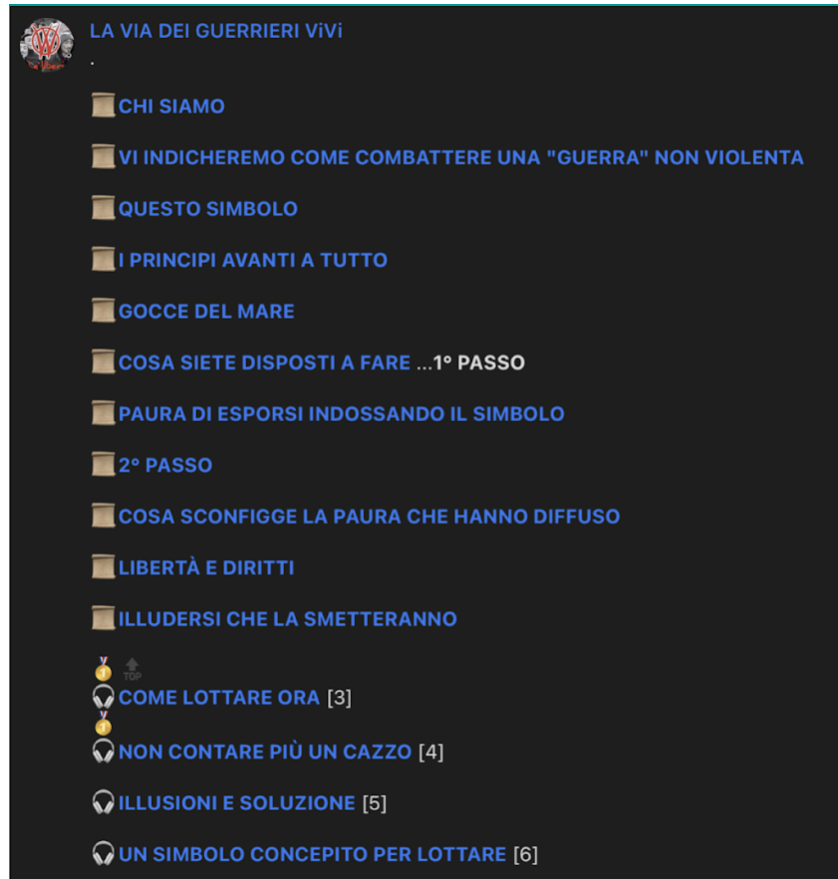 LA VIA DEI GUERRIERI ViVi
.
CHI SIAMO
VI INDICHEREMO COME COMBATTERE UNA "GUERRA" NON VIOLENTA
QUESTO SIMBOLO
I PRINCIPI AVANTI A TUTTO
GOCCE DEL MARE
COSA SIETE DISPOSTI A FARE ...1° PASSO
PAURA DI ESPORSI INDOSSANDO IL SIMBOLO
2° PASSO
COSA SCONFIGGE LA PAURA CHE HANNO DIFFUSO
LIBERTÀ E DIRITTI
ILLUDERSI CHE LA SMETTERANNO
TOP
COME LOTTARE ORA [3]
NON CONTARE PIÙ UN CAZZO [4]
ILLUSIONI E SOLUZIONE [5]
UN SIMBOLO CONCEPITO PER LOTTARE [6]